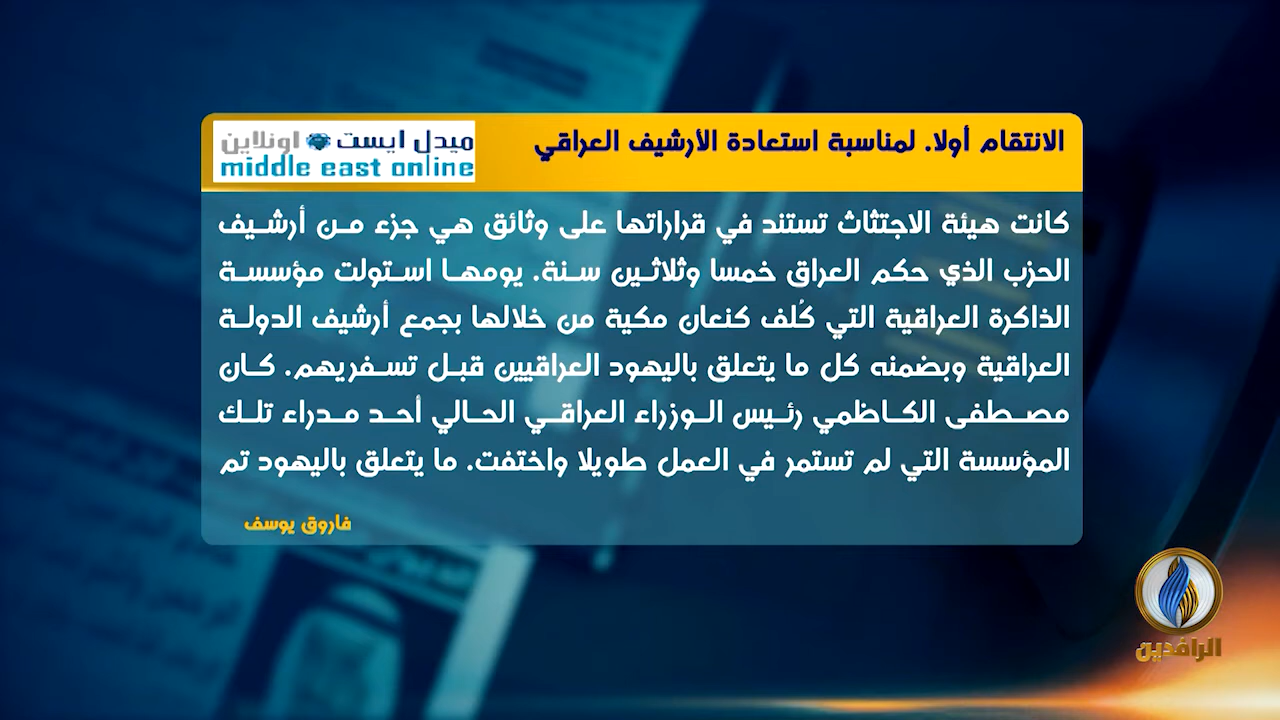 الانتقام أولا. لمناسبة استعادة الأرشيف العراقي
ميدل ايست اونلاين
middle east online
كانت هيئة الاجتثاث تستند في قراراتها على وثائق هي جزء من أرشيف
الحزب الذي حكم العراق خمسا وثلاثين سنة. يومها استولت مؤسسة
الذاكرة العراقية التي كُلف كنعان مكية من خلالها بجمع أرشيف الدولة
العراقية وبضمنه كل ما يتعلق باليهود العراقيين قبل تسفريهم. كان
مصطفى الكاظمي رئيس الوزراء العراقي الحالي أحد مدراء تلك
المؤسسة التي لم تستمر في العمل طويلا واختفت. ما يتعلق باليهود تم
فاروق يوسف
الرافدين